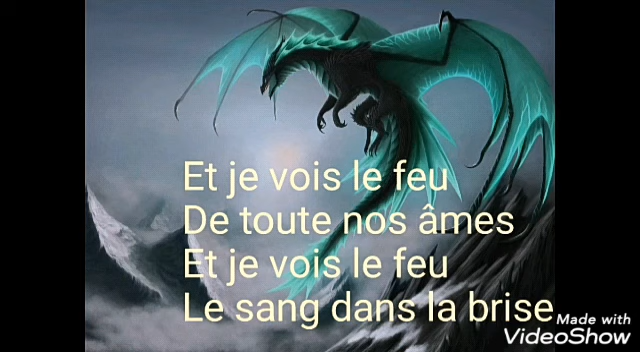 Et je vois le feu
De toute nos âmes
Et je vois le feu
Le sang dans la brise
Made with
VideoShow